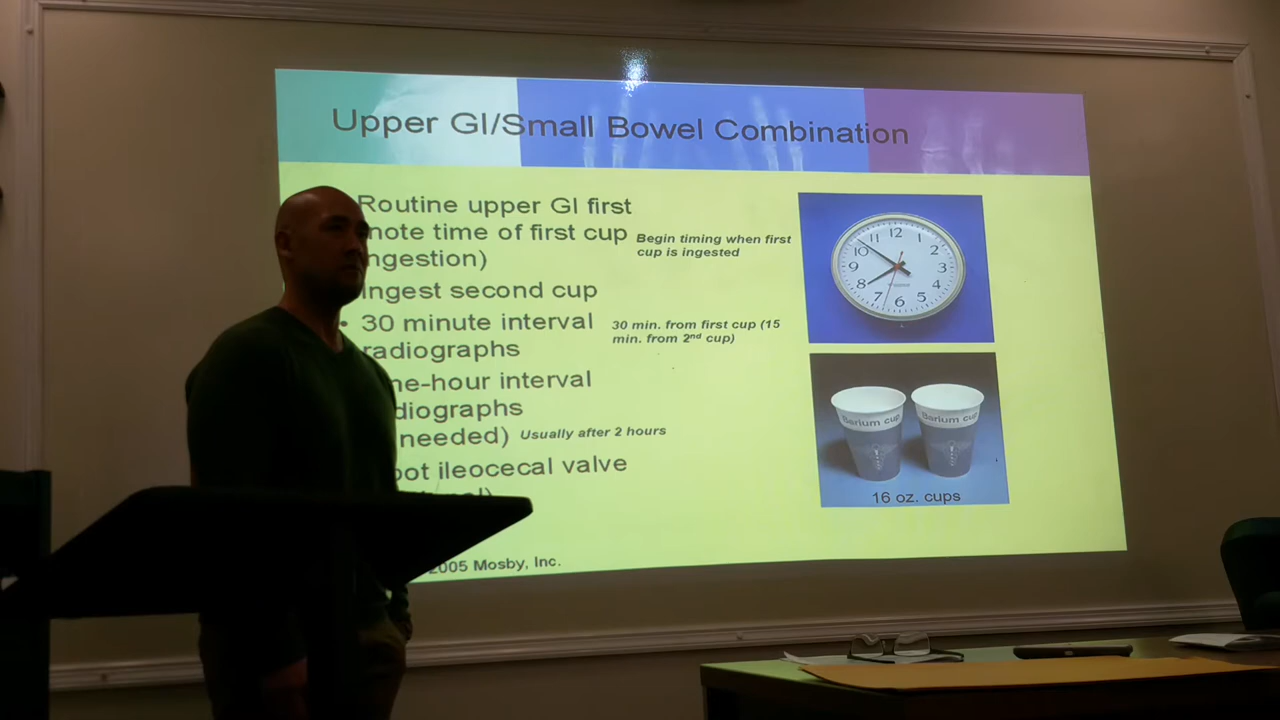 Upper GI/Small Bowel Combination
Routine upper GI first
note time of first cup
ngestion)
Begin timing when first
cup is ingested
Ingest second cup
• 30 minute interval
radiographs
30 min. from first cup (15
min. from 2nd cup)
ne-hour interval
diographs
needed)
Usually after 2 hours
ot ileocecal valve
2005 Mosby, Inc.
12
1
2
3
4
5
6
7
8
9
10
11
Barium cup
Barium cup
16 oz. cups